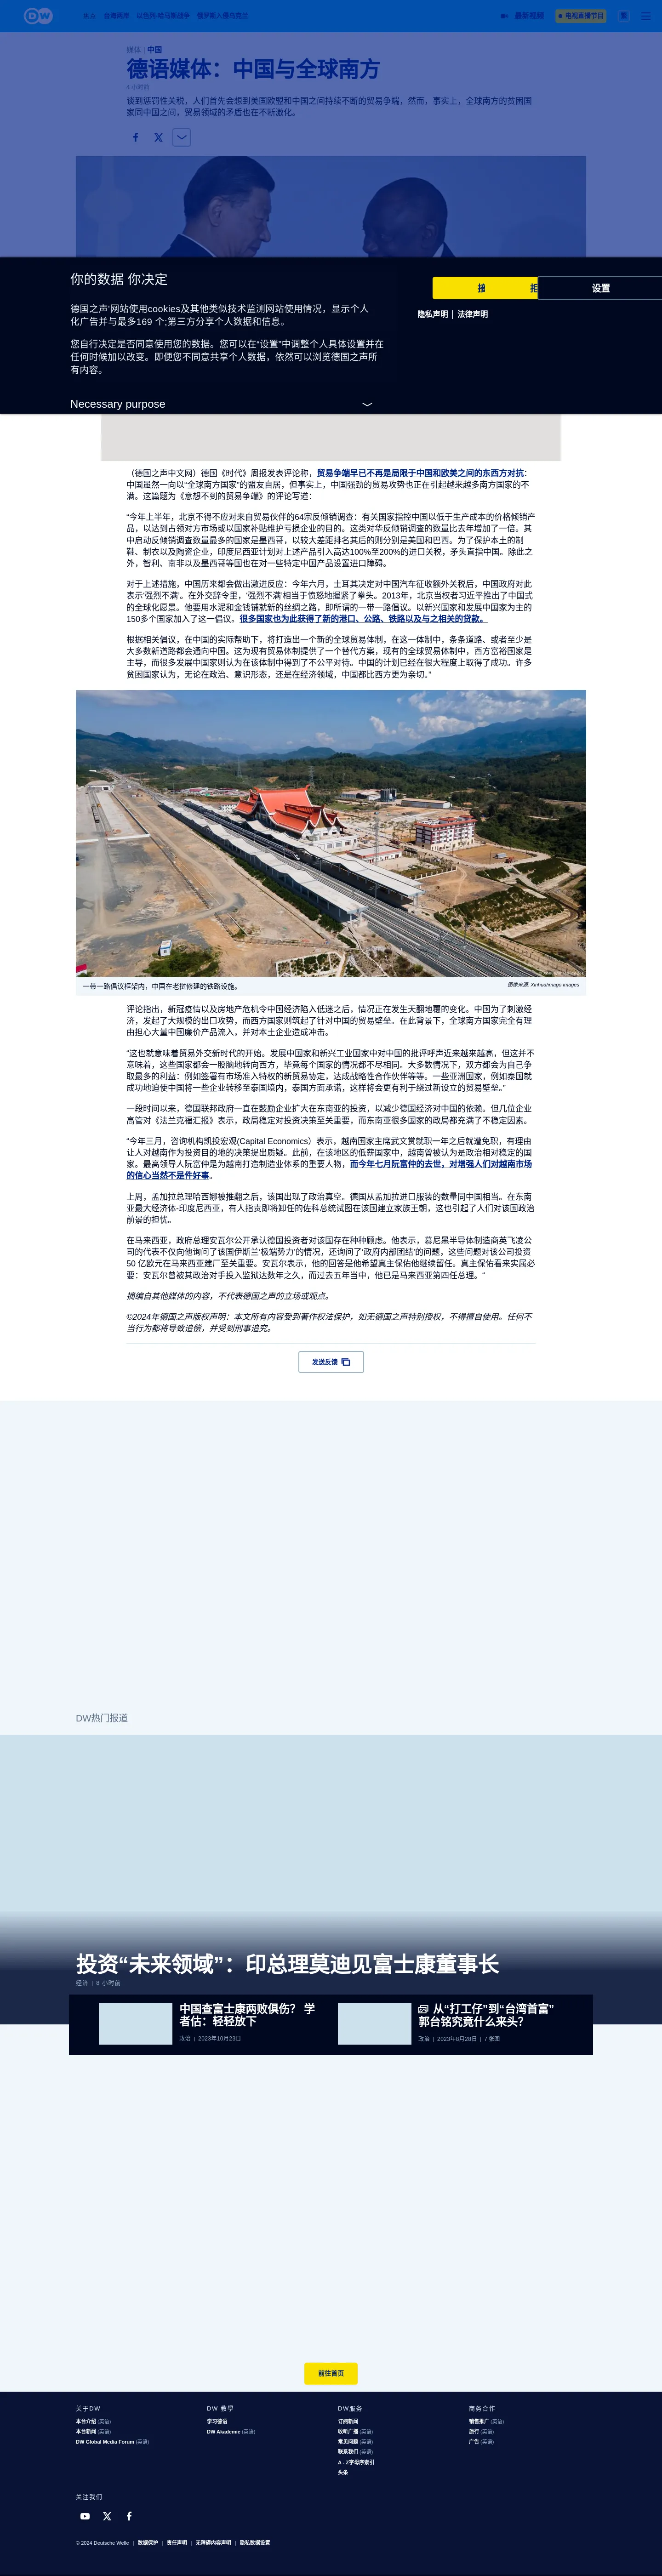 DW
最新视频
电视直播节目
繁
媒体 | 中国
德语媒体：中国与全球南方
4 小时前
谈到惩罚性关税，人们首先会想到美国欧盟和中国之间持续不断的贸易争端，然而，事实上，全球南方的贫困国
家同中国之间，贸易领域的矛盾也在不断激化。
你的数据 你决定
接
拒
设置
隐私声明 | 法律声明
德国之声'网站使用cookies及其他类似技术监测网站使用情况，显示个人
化广告并与最多169 个;第三方分享个人数据和信息。
您自行决定是否同意使用您的数据。您可以在“设置”中调整个人具体设置并在
任何时候加以改变。即便您不同意共享个人数据，依然可以浏览德国之声所
有内容。
Necessary purpose
（德国之声中文网）德国《时代》周报发表评论称，贸易争端早已不再是局限于中国和欧美之间的东西方对抗：
中国虽然一向以“全球南方国家”的盟友自居，但事实上，中国强劲的贸易攻势也正在引起越来越多南方国家的不
满。这篇题为《意想不到的贸易争端》的评论写道：
“今年上半年，北京不得不应对来自贸易伙伴的64宗反倾销调查：有关国家指控中国以低于生产成本的价格倾销产
品，以达到占领对方市场或以国家补贴维护亏损企业的目的。这类对华反倾销调查的数量比去年增加了一倍。其
中启动反倾销调查数量最多的国家是墨西哥，以较大差距排名其后的则分别是美国和巴西。为了保护本土的制
鞋、制衣以及陶瓷企业，印度尼西亚计划对上述产品引入高达100%至200%的进口关税，矛头直指中国。除此之
外，智利、南非以及墨西哥等国也在对一些特定中国产品设置进口障碍。
对于上述措施，中国历来都会做出激进反应：今年六月，土耳其决定对中国汽车征收额外关税后，中国政府对此
表示‘强烈不满’。在外交辞令里，‘强烈不满’相当于愤怒地握紧了拳头。2013年，北京当权者习近平推出了中国式
的全球化愿景。他要用水泥和金钱铺就新的丝绸之路，即所谓的一带一路倡议。以新兴国家和发展中国家为主的
150多个国家加入了这一倡议。很多国家也为此获得了新的港口、公路、铁路以及与之相关的贷款。
根据相关倡议，在中国的实际帮助下，将打造出一个新的全球贸易体制，在这一体制中，条条道路、或者至少是
大多数新道路都会通向中国。这为现有贸易体制提供了一个替代方案，现有的全球贸易体制中，西方富裕国家是
主导，而很多发展中国家则认为在该体制中得到了不公平对待。中国的计划已经在很大程度上取得了成功。许多
贫困国家认为，无论在政治、意识形态，还是在经济领域，中国都比西方更为亲切。”
一带一路倡议框架内，中国在老挝修建的铁路设施。
图像来源: Xinhua/imago images
评论指出，新冠疫情以及房地产危机令中国经济陷入低迷之后，情况正在发生天翻地覆的变化。中国为了刺激经
济，发起了大规模的出口攻势，而西方国家则筑起了针对中国的贸易壁垒。在此背景下，全球南方国家完全有理
由担心大量中国廉价产品流入，并对本土企业造成冲击。
“这也就意味着贸易外交新时代的开始。发展中国家和新兴工业国家中对中国的批评呼声近来越来越高，但这并不
意味着，这些国家都会一股脑地转向西方，毕竟每个国家的情况都不尽相同。大多数情况下，双方都会为自己争
取最多的利益：例如签署有市场准入特权的新贸易协定，达成战略性合作伙伴等等。一些亚洲国家，例如泰国就
成功地迫使中国将一些企业转移至泰国境内，泰国方面承诺，这样将会更有利于绕过新设立的贸易壁垒。”
一段时间以来，德国联邦政府一直在鼓励企业扩大在东南亚的投资，以减少德国经济对中国的依赖。但几位企业
高管对《法兰克福汇报》表示，政局稳定对投资决策至关重要，而东南亚很多国家的政局都充满了不稳定因素。
“今年三月，咨询机构凯投宏观(Capital Economics）表示，越南国家主席武文赏就职一年之后就遭免职，有理由
让人对越南作为投资目的地的决策提出质疑。此前，在该地区的低薪国家中，越南曾被认为是政治相对稳定的国
家。最高领导人阮富仲是为越南打造制造业体系的重要人物，而今年七月阮富仲的去世，对增强人们对越南市场
的信心当然不是件好事。
上周，孟加拉总理哈西娜被推翻之后，该国出现了政治真空。德国从孟加拉进口服装的数量同中国相当。在东南
亚最大经济体-印度尼西亚，有人指责即将卸任的佐科总统试图在该国建立家族王朝，这也引起了人们对该国政治
前景的担忧。
在马来西亚，政府总理安瓦尔公开承认德国投资者对该国存在种种顾虑。他表示，慕尼黑半导体制造商英飞凌公
司的代表不仅向他询问了该国伊斯兰‘极端势力’的情况，还询问了‘政府内部团结’的问题，这些问题对该公司投资
50 亿欧元在马来西亚建厂至关重要。安瓦尔表示，他的回答是他希望真主保佑他继续留任。真主保佑看来实属必
要：安瓦尔曾被其政治对手投入监狱达数年之久，而过去五年当中，他已是马来西亚第四任总理。”
摘编自其他媒体的内容，不代表德国之声的立场或观点。
©2024年德国之声版权声明：本文所有内容受到著作权法保护，如无德国之声特别授权，不得擅自使用。任何不
当行为都将导致追偿，并受到刑事追究。
发送反馈
DW热门报道
投资“未来领域”：印总理莫迪见富士康董事长
经济 | 8 小时前
中国查富士康两败俱伤？ 学
者估：轻轻放下
政治 | 2023年10月23日
从“打工仔”到“台湾首富”
郭台铭究竟什么来头？
政治 | 2023年8月28日 | 7 张图
前往首页
关于DW
本台介绍 (英语)
本台新闻 (英语)
DW Global Media Forum (英语)
DW 教學
学习德语
DW Akademie (英语)
DW服务
订阅新闻
收听广播 (英语)
常见问题 (英语)
联系我们 (英语)
A - Z字母序索引
头条
商务合作
销售推广 (英语)
旅行 (英语)
广告 (英语)
关注我们
© 2024 Deutsche Welle | 数据保护 | 责任声明 | 无障碍内容声明 | 隐私数据设置